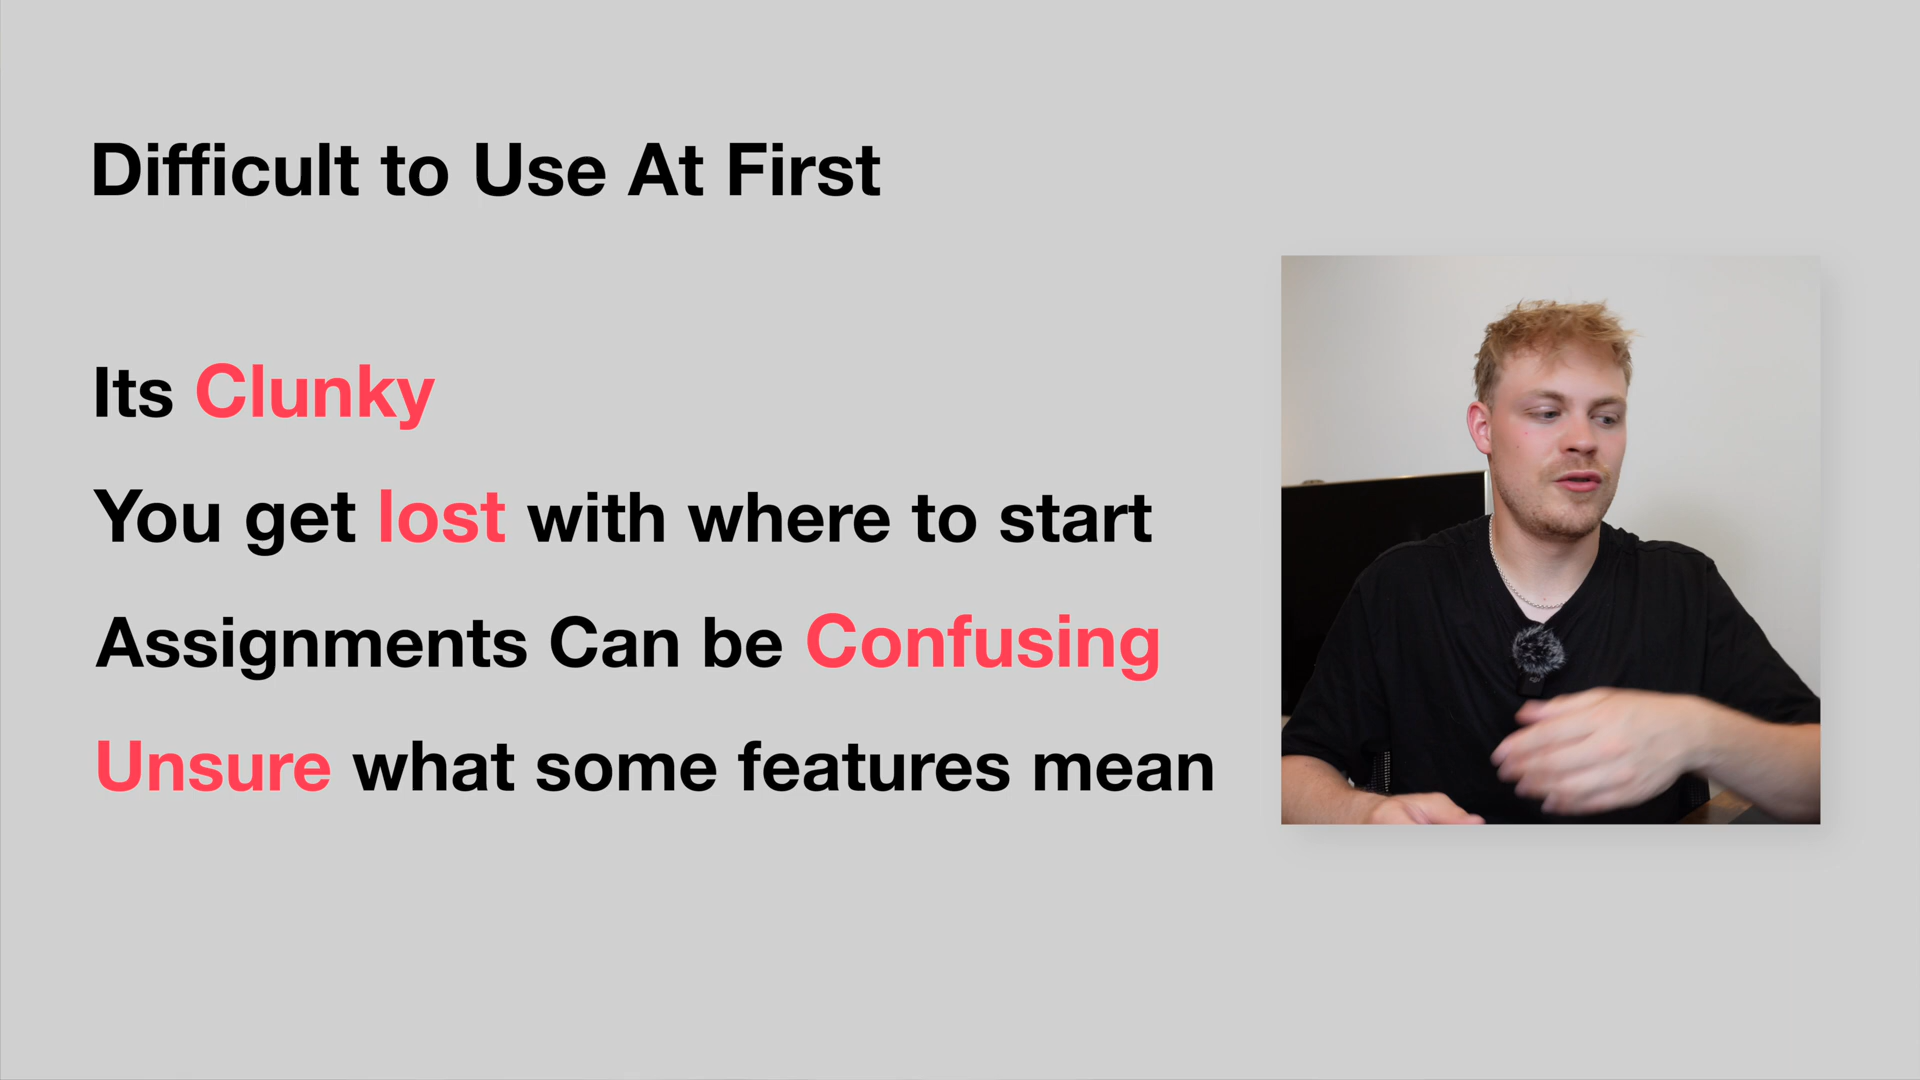 Difficult to Use At First
Its Clunky
You get lost with where to start
Assignments Can be Confusing
Unsure what some features mean